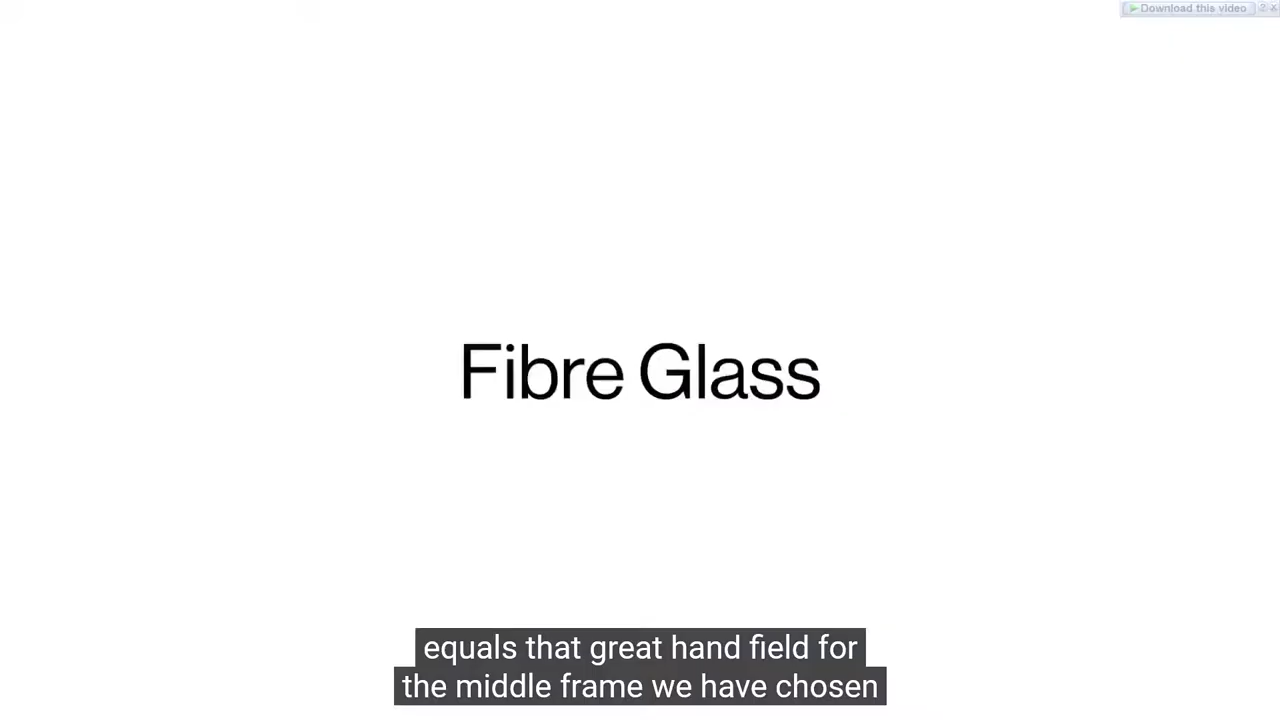 Download this video
Fibre Glass
equals that great hand field for
the middle frame we have chosen